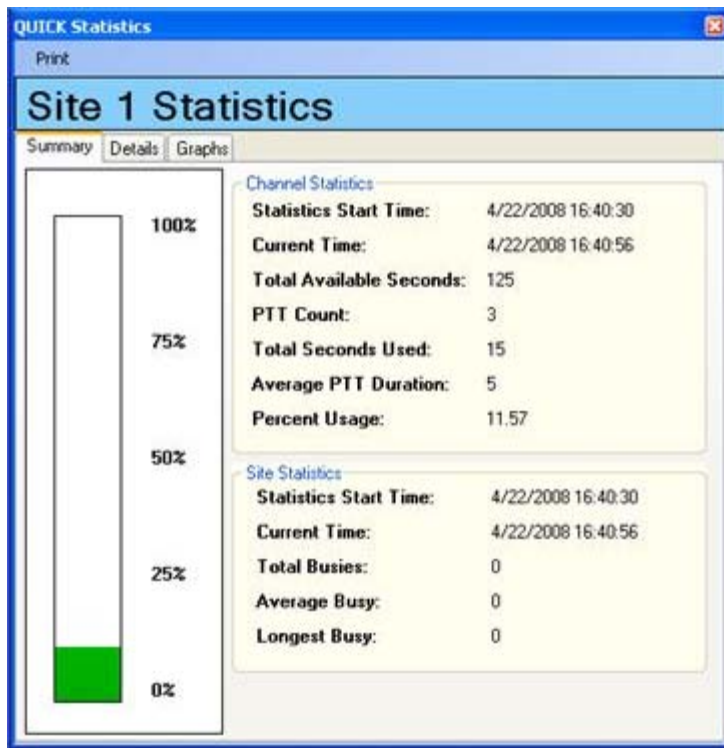 QUICK Statistics
Print
Site 1 Statistics
Summary Details Graphs
100%
75%
50%
25%
0%
Channel Statistics
Statistics Start Time: 4/22/2008 16:40:30
Current Time: 4/22/2008 16:40:56
Total Available Seconds: 125
PTT Count: 3
Total Seconds Used: 15
Average PTT Duration: 5
Percent Usage: 11.57
Site Statistics
Statistics Start Time: 4/22/2008 16:40:30
Current Time: 4/22/2008 16:40:56
Total Busies: 0
Average Busy: 0
Longest Busy: 0